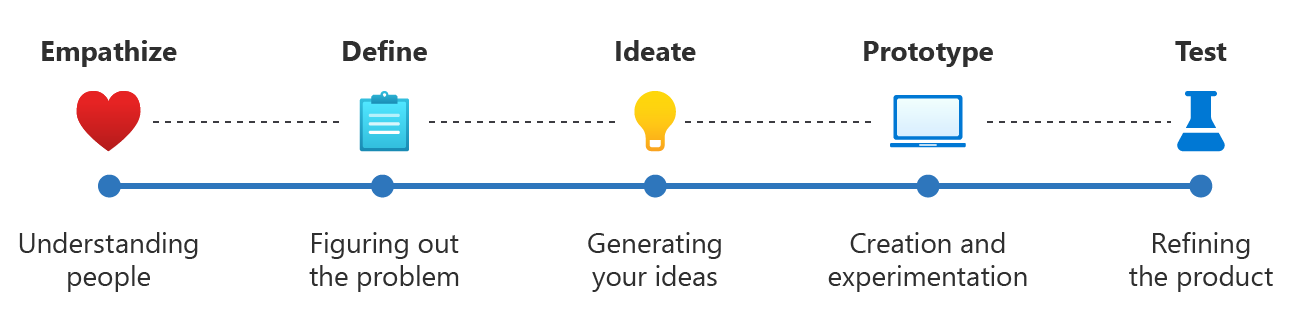 Empathize
Define
Ideate
Prototype
Test
Understanding
people
Figuring out
the problem
Generating
your ideas
Creation and
experimentation
Refining
the product